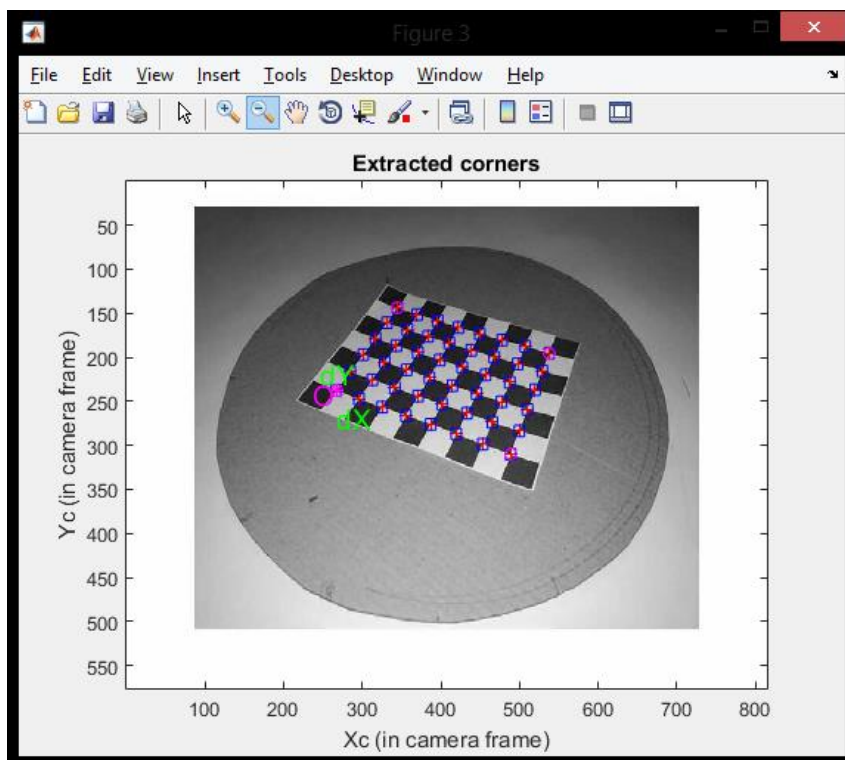 Figure 3
File Edit View Insert Tools Desktop Window Help
Extracted corners
50
100
150
200
250
300
350
400
450
500
550
Yc (in camera frame)
dY
O
dX
100 200 300 400 500 600 700 800
Xc (in camera frame)